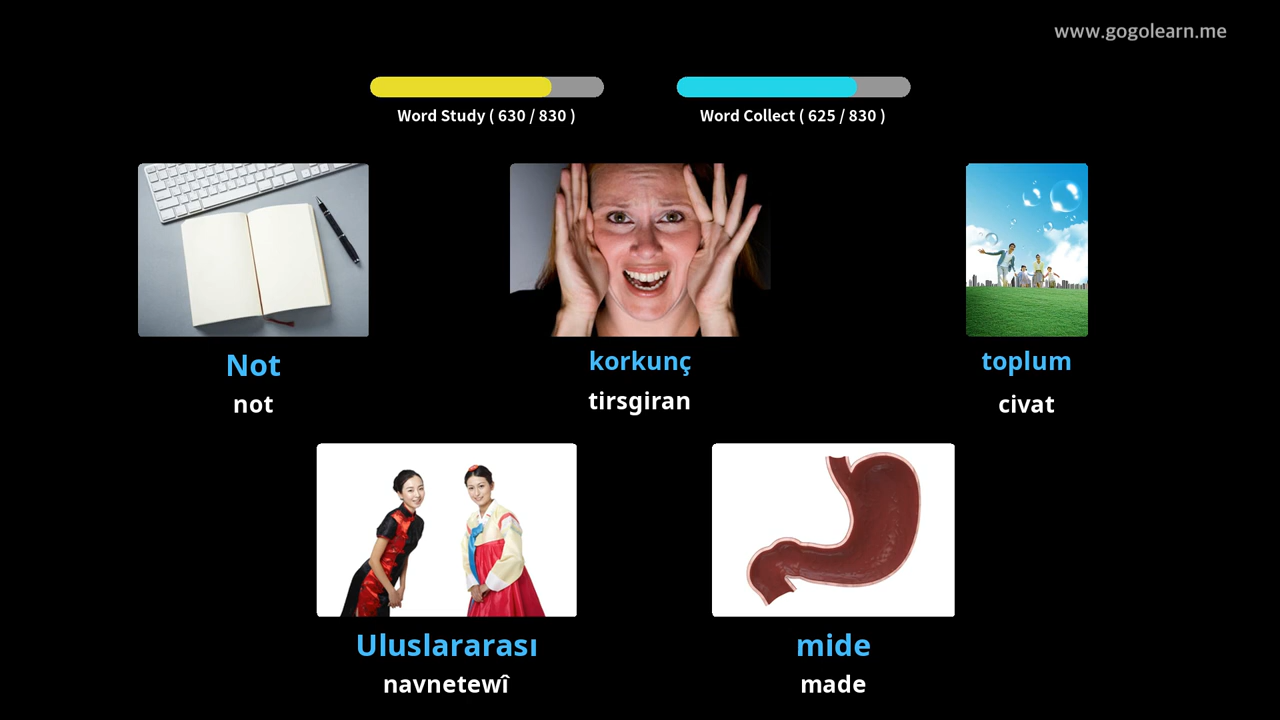 www.gogolearn.me
Word Study ( 630 / 830 )
Word Collect ( 625 / 830 )
Not
not
korkunç
tirsgiran
toplum
civat
Uluslararası
navnetewî
mide
made